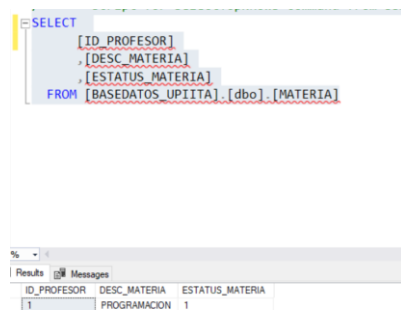 SELECT
[ID_PROFESOR]
,[DESC_MATERIA]
,[ESTATUS_MATERIA]
FROM [BASEDATOS_UPIITA].[dbo].[MATERIA]
%
Results Messages
ID_PROFESOR DESC_MATERIA ESTATUS_MATERIA
1 PROGRAMACION 1